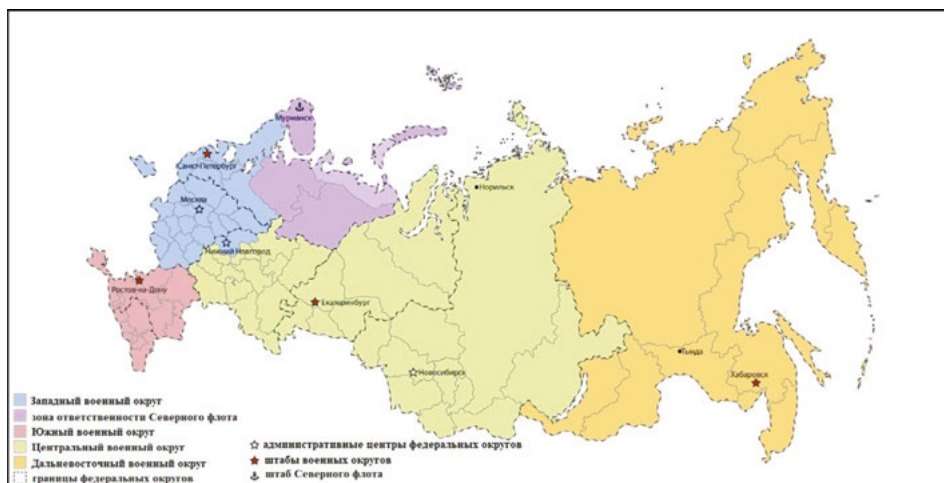 Мурманск
Санкт-Петербург
Москва
Нижний Новгород
Ростов-на-Дону
Екатеринбург
Новосибирск
Норильск
Тында
Хабаровск
Западный военный округ
зона ответственности Северного флота
Южный военный округ
Центральный военный округ
Дальневосточный военный округ
границы федеральных округов
административные центры федеральных округов
штабы военных округов
штаб Северного флота